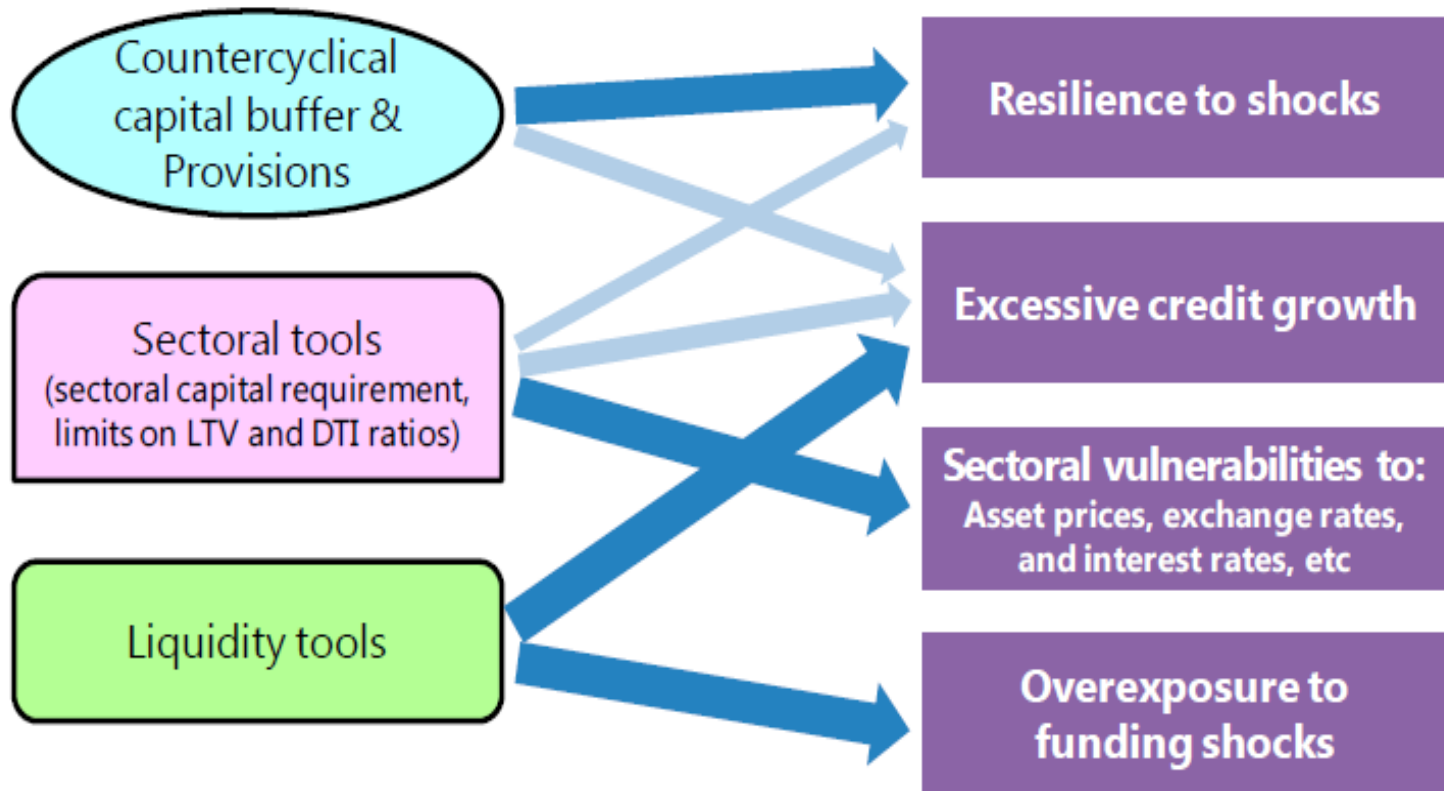 Countercyclical
capital buffer &
Provisions
Sectoral tools
(sectoral capital requirement,
limits on LTV and DTI ratios)
Liquidity tools
Resilience to shocks
Excessive credit growth
Sectoral vulnerabilities to:
Asset prices, exchange rates,
and interest rates, etc
Overexposure to
funding shocks